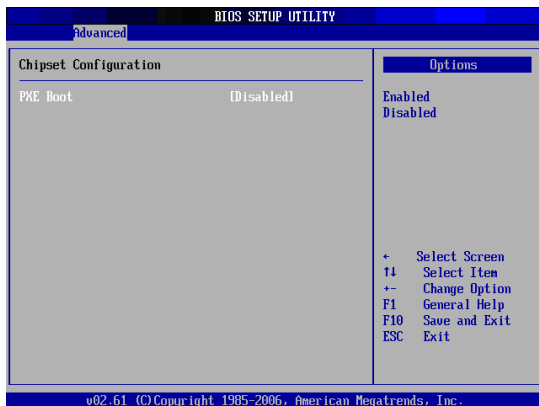 BIOS SETUP UTILITY
Advanced
Chipset Configuration
PXE Boot [Disabled]
Options
Enabled
Disabled
← Select Screen
↑↓ Select Item
+- Change Option
F1 General Help
F10 Save and Exit
ESC Exit
v02.61 (C)Copyright 1985-2006, American Megatrends, Inc.